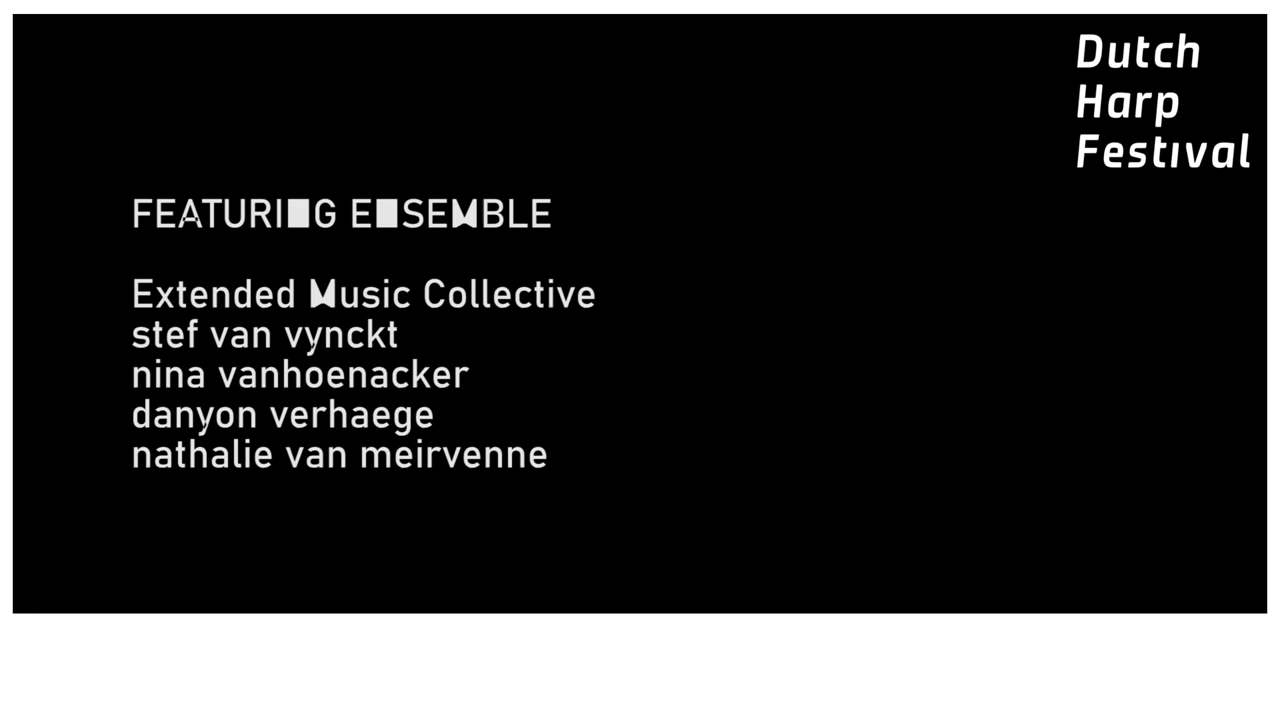 Dutch
Harp
Festival
FEATURING ENSEMBLE
Extended Music Collective
stef van vynckt
nina vanhoenacker
danyon verhaege
nathalie van meirvenne